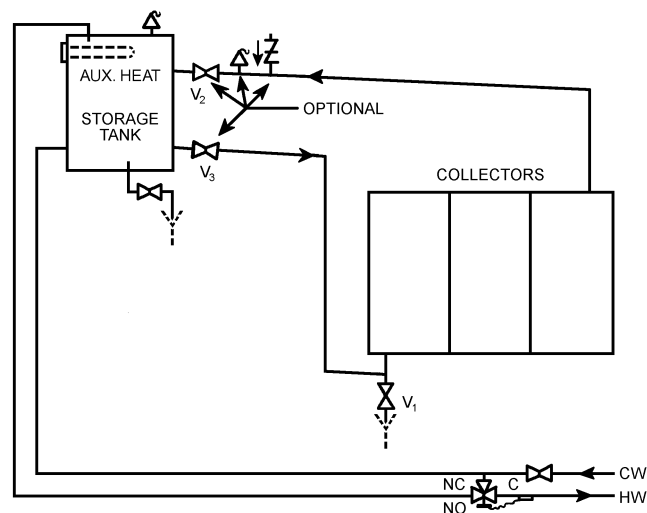 AUX. HEAT
V2
OPTIONAL
STORAGE
TANK
V3
COLLECTORS
V1
CW
NC
C
HW
NO